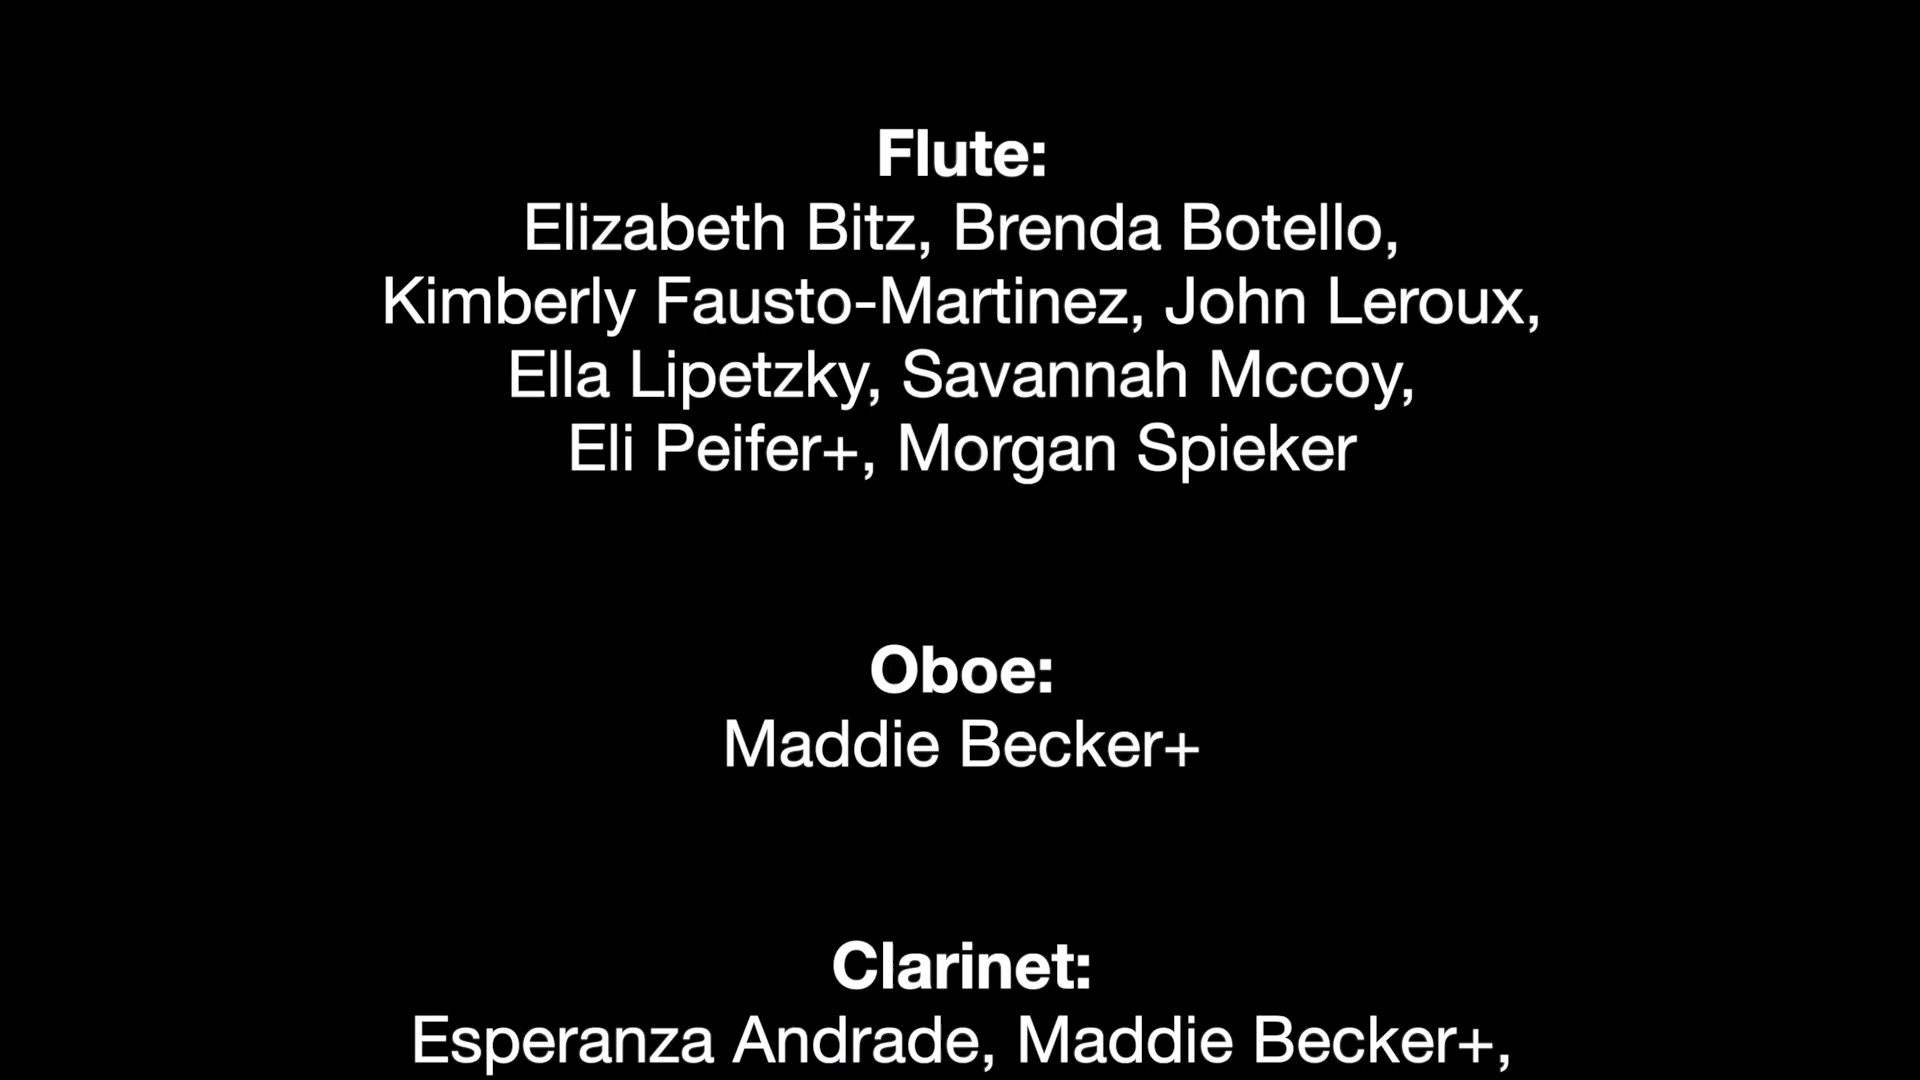 Flute:
Elizabeth Bitz, Brenda Botello,
Kimberly Fausto-Martinez, John Leroux,
Ella Lipetzky, Savannah Mccoy,
Eli Peifer+, Morgan Spieker
Oboe:
Maddie Becker+
Clarinet:
Esperanza Andrade, Maddie Becker+,